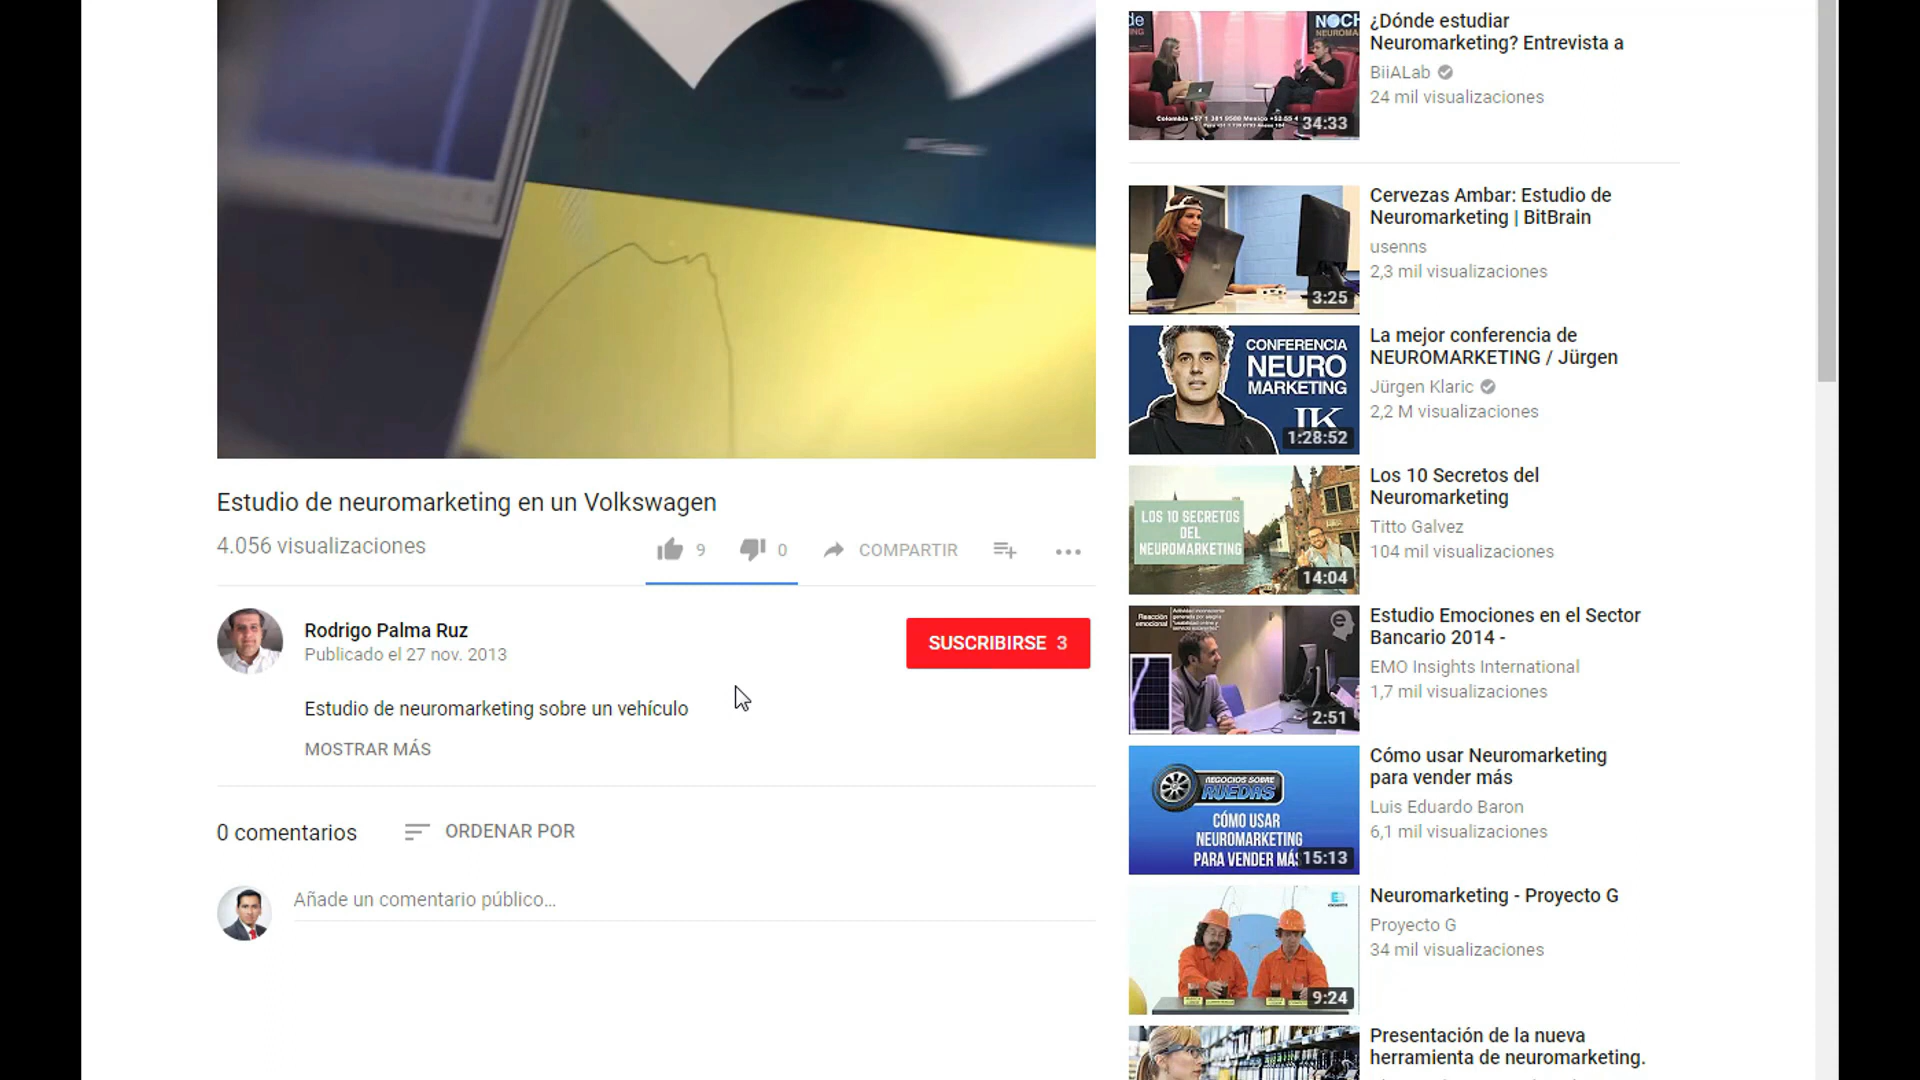 Estudio de neuromarketing en un Volkswagen
4.056 visualizaciones
9
0
COMPARTIR
Rodrigo Palma Ruz
Publicado el 27 nov. 2013
SUSCRIBIRSE 3
Estudio de neuromarketing sobre un vehículo
MOSTRAR MÁS
0 comentarios
ORDENAR POR
Añade un comentario público...
NOCH
34:33
¿Dónde estudiar
Neuromarketing? Entrevista a
BiiALab
24 mil visualizaciones
3:25
Cervezas Ambar: Estudio de
Neuromarketing | BitBrain
usenns
2,3 mil visualizaciones
CONFERENCIA
NEURO
MARKETING
JK
1:28:52
La mejor conferencia de
NEUROMARKETING / Jürgen
Jürgen Klaric
2,2 M visualizaciones
LOS 10 SECRETOS
DEL
NEUROMARKETING
14:04
Los 10 Secretos del
Neuromarketing
Titto Galvez
104 mil visualizaciones
Reacción
emocional
2:51
Estudio Emociones en el Sector
Bancario 2014 -
EMO Insights International
1,7 mil visualizaciones
NEGOCIOS SOBRE
RUEDAS
CÓMO USAR
NEUROMARKETING
PARA VENDER MÁS
15:13
Cómo usar Neuromarketing
para vender más
Luis Eduardo Baron
6,1 mil visualizaciones
9:24
Neuromarketing - Proyecto G
Proyecto G
34 mil visualizaciones
Presentación de la nueva
herramienta de neuromarketing.